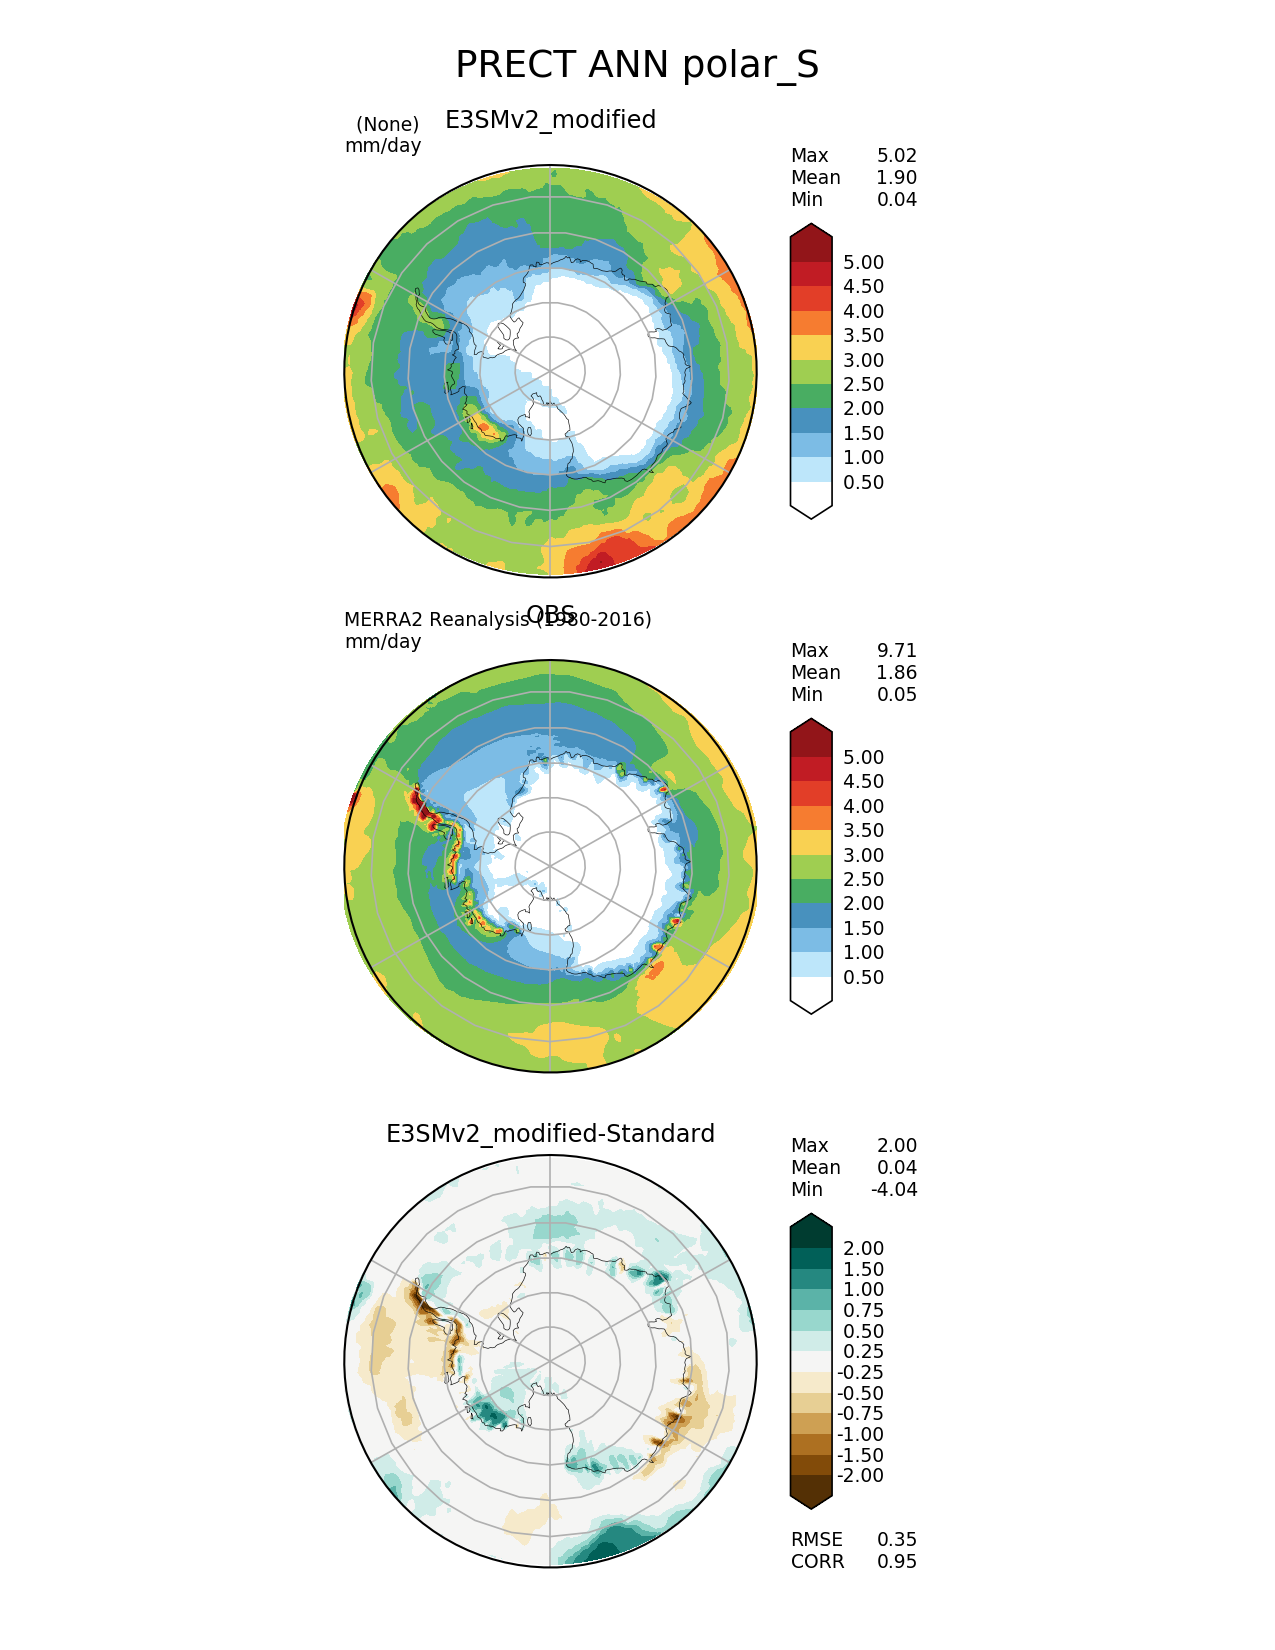 PRECT ANN polar_S
E3SMv2_modified
(None)
mm/day
Max 5.02
Mean 1.90
Min 0.04
5.00
4.50
4.00
3.50
3.00
2.50
2.00
1.50
1.00
0.50
OBS
MERRA2 Reanalysis (1980-2016)
mm/day
Max 9.71
Mean 1.86
Min 0.05
5.00
4.50
4.00
3.50
3.00
2.50
2.00
1.50
1.00
0.50
E3SMv2_modified-Standard
Max 2.00
Mean 0.04
Min -4.04
2.00
1.50
1.00
0.75
0.50
0.25
-0.25
-0.50
-0.75
-1.00
-1.50
-2.00
RMSE 0.35
CORR 0.95